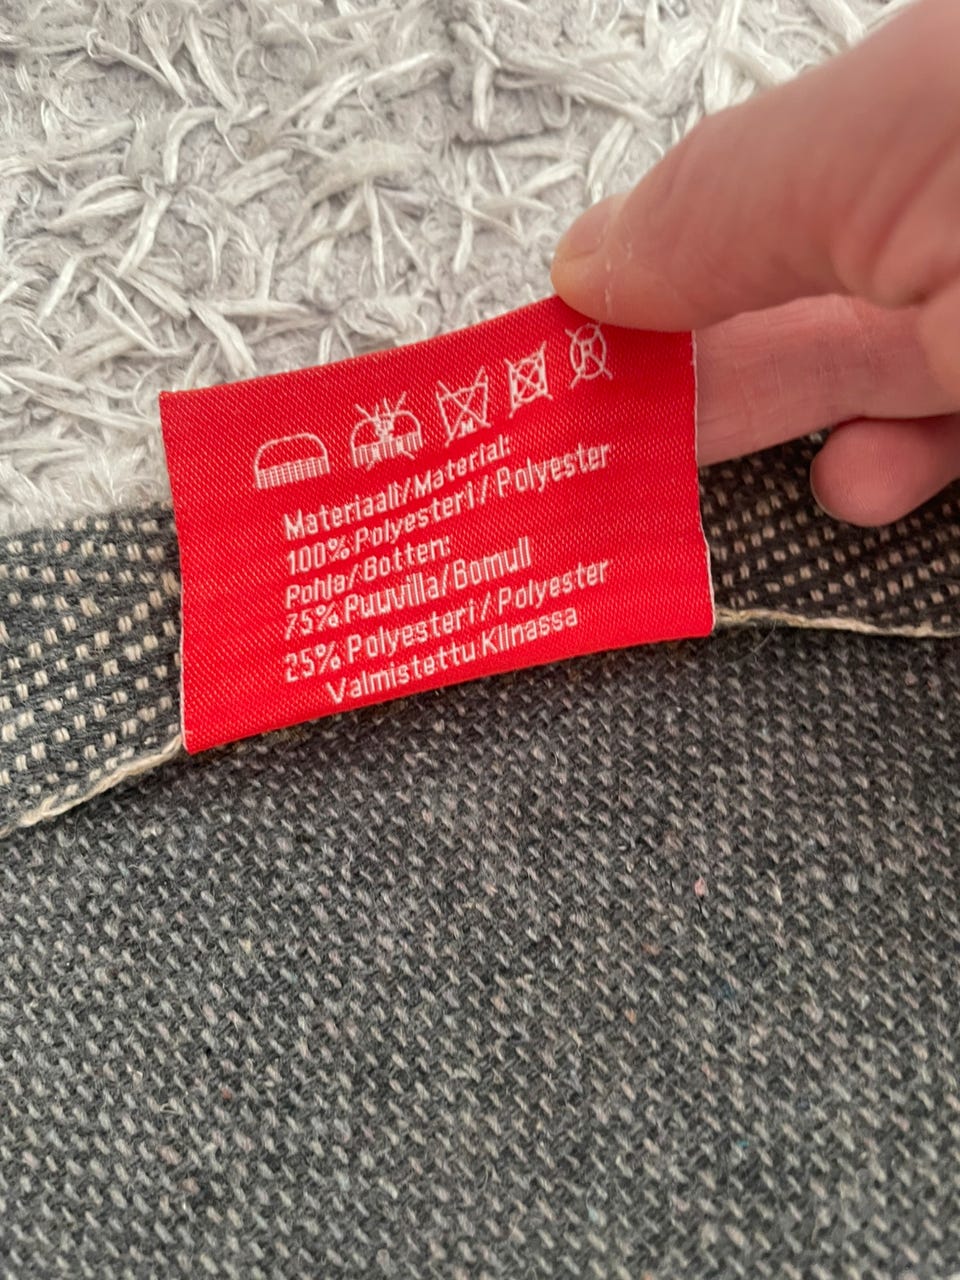 Materiaali/Material:
100% Polyesteri / Polyester
Pohja/Botten:
75% Puuvilla/Bomull
25% Polyesteri / Polyester
Valmistettu Kiinassa